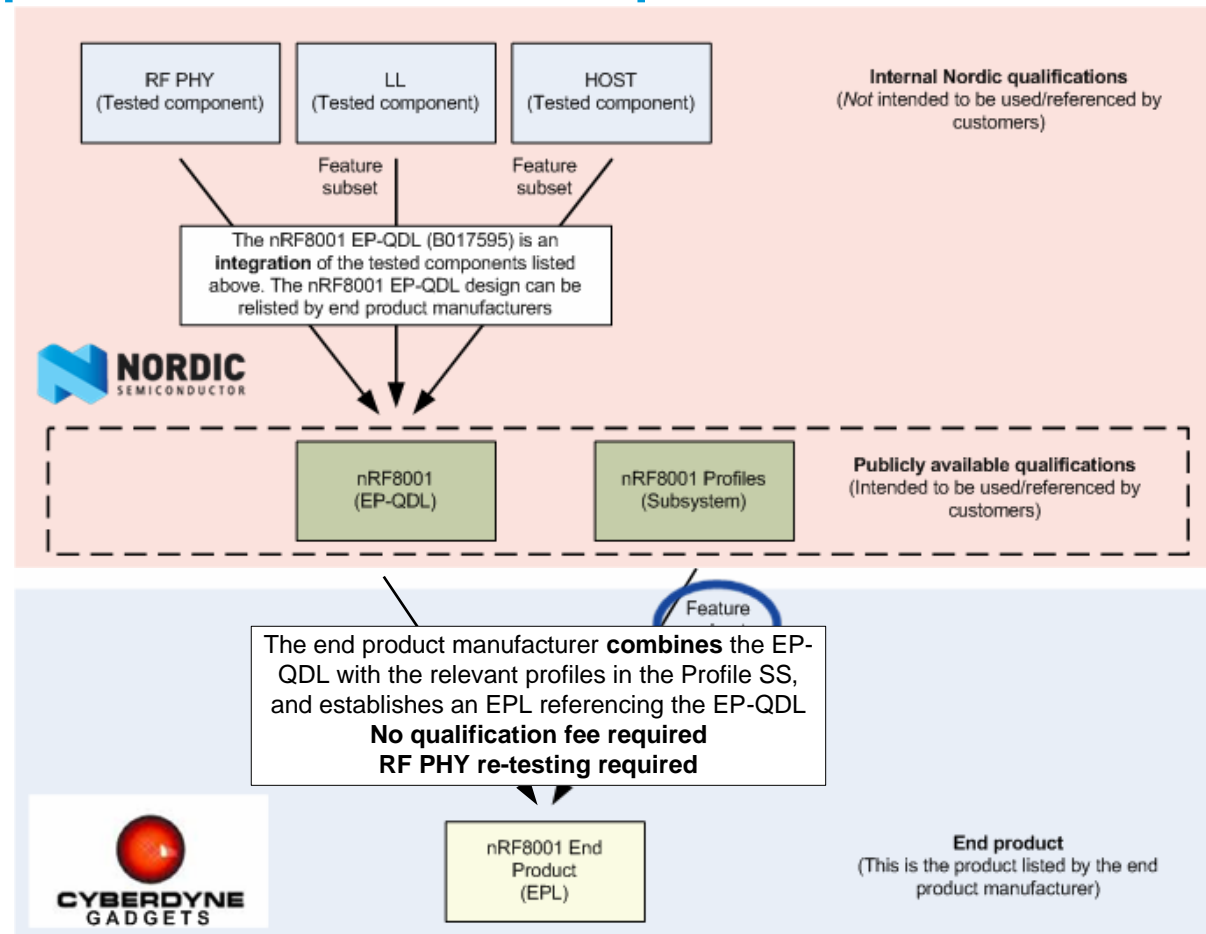 RF PHY
(Tested component)
LL
(Tested component)
HOST
(Tested component)
Internal Nordic qualifications
(Not intended to be used/referenced by
customers)
Feature
subset
Feature
subset
The nRF8001 EP-QDL (B017595) is an
integration of the tested components listed
above. The nRF8001 EP-QDL design can be
relisted by end product manufacturers
NORDIC
SEMICONDUCTOR
nRF8001
(EP-QDL)
nRF8001 Profiles
(Subsystem)
Publicly available qualifications
(Intended to be used/referenced by
customers)
Feature
The end product manufacturer combines the EP-
QDL with the relevant profiles in the Profile SS,
and establishes an EPL referencing the EP-QDL
No qualification fee required
RF PHY re-testing required
CYBERDYNE
GADGETS
nRF8001 End
Product
(EPL)
End product
(This is the product listed by the end
product manufacturer)